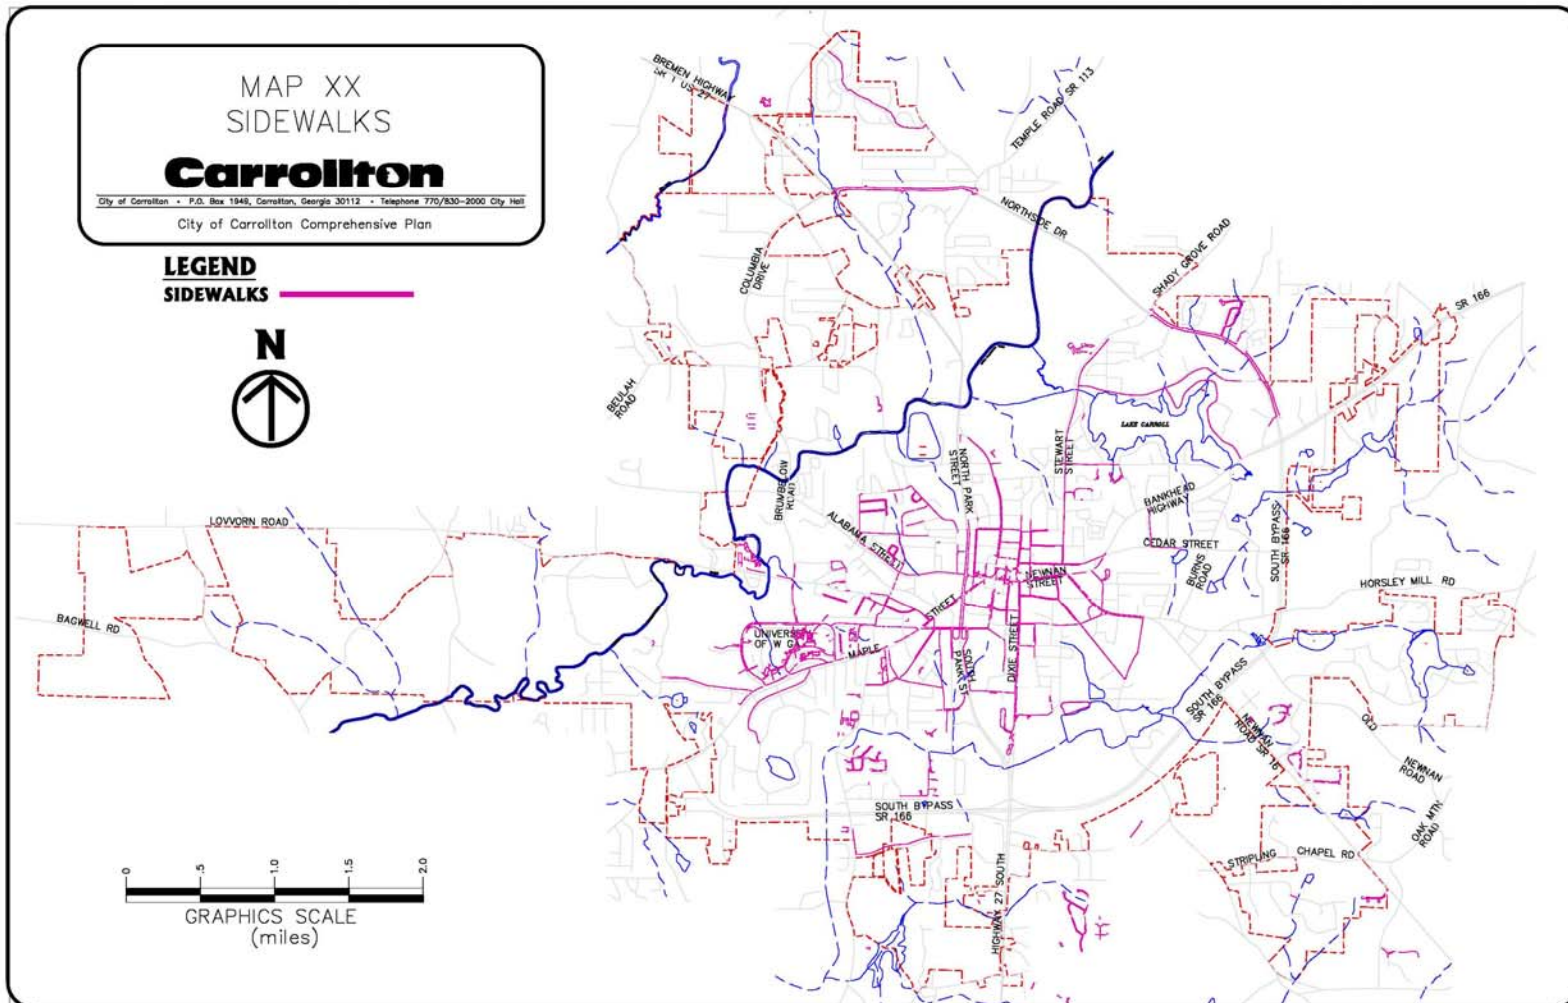 MAP XX
SIDEWALKS
Carrollton
City of Carrollton • P.O. Box 1949, Carrollton, Georgia 30112 • Telephone 770/830-2000 City Hall
City of Carrollton Comprehensive Plan
LEGEND
SIDEWALKS
N
BREMEN HIGHWAY
SR 1 US 27
TEMPLE ROAD SR 113
NORTHSIDE DR
COLUMBIA
DRIVE
SHADY GROVE ROAD
SR 166
BEULAH
ROAD
LAKE CARROLL
STEWART
STREET
NORTH PARK
STREET
BRUMBELOW
ROAD
BANKHEAD
HIGHWAY
ALABAMA STREET
LOVVORN ROAD
CEDAR STREET
SOUTH BYPASS
SR 166
BURNS
ROAD
NEWNAN
STREET
HORSLEY MILL RD
BAGWELL RD
STREET
UNIVERS
OF W G
MAPLE
SOUTH
PARK ST
DIXIE STREET
SOUTH BYPASS
SR 166
NEWNAN
ROAD SR 16
OLD
NEWNAN
ROAD
SOUTH BYPASS
SR 166
OAK MTN
ROAD
STRIPLING CHAPEL RD
HIGHWAY 27 SOUTH
0 .5 1.0 1.5 2.0
GRAPHICS SCALE
(miles)